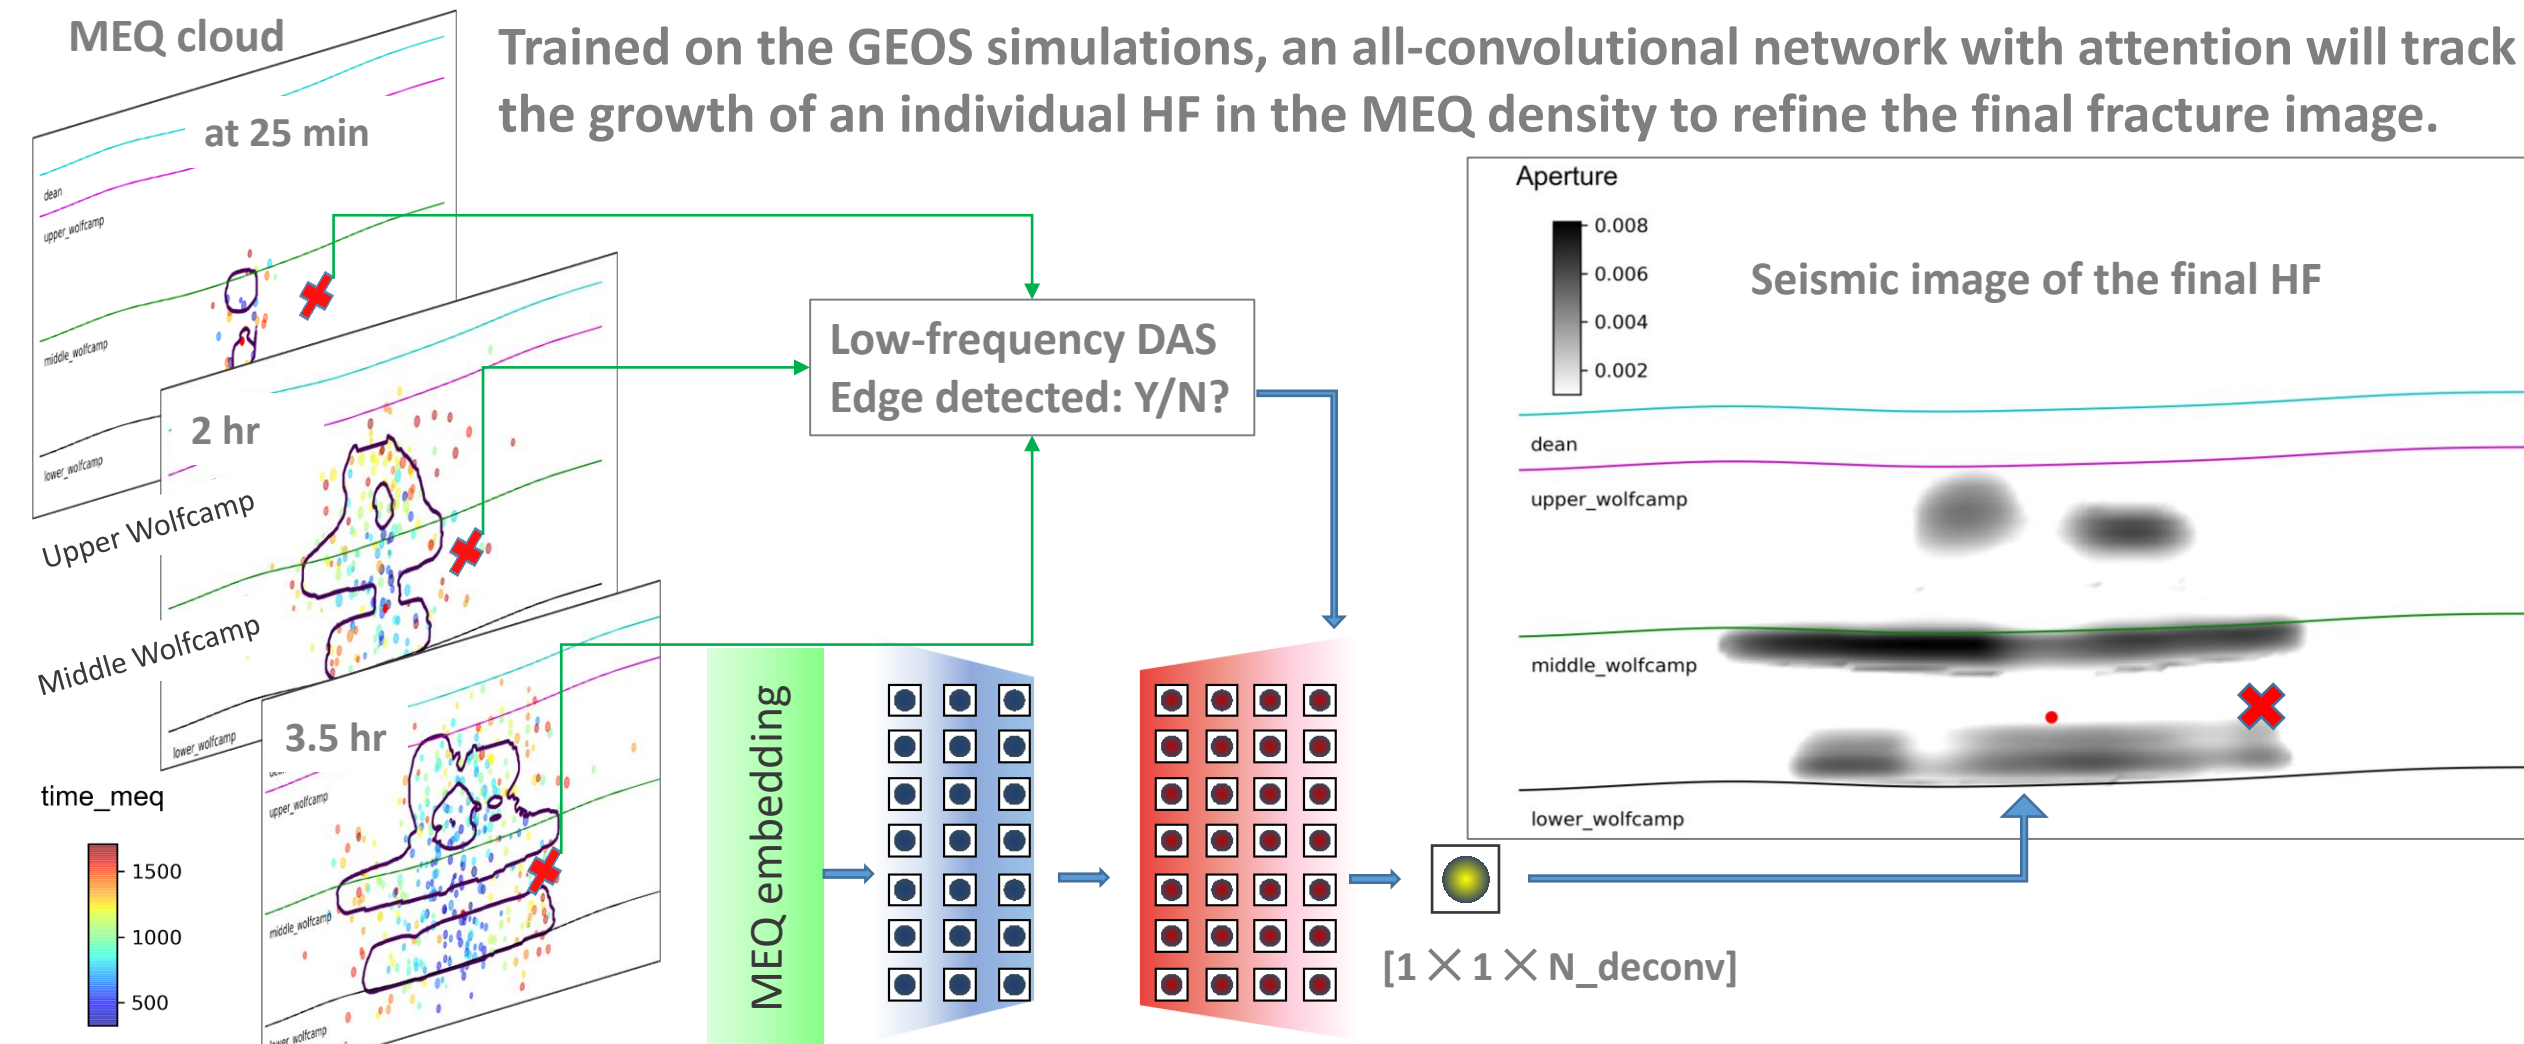 MEQ cloud
Trained on the GEOS simulations, an all-convolutional network with attention will track
the growth of an individual HF in the MEQ density to refine the final fracture image.
at 25 min
dean
upper_wolfcamp
middle_wolfcamp
lower_wolfcamp
2 hr
Upper Wolfcamp
Middle Wolfcamp
lower_wolfcamp
3.5 hr
upper_wolfcamp
middle_wolfcamp
lower_wolfcamp
time_meq
1500
1000
500
Low-frequency DAS
Edge detected: Y/N?
MEQ embedding
[1 × 1 × N_deconv]
Aperture
0.008
0.006
0.004
0.002
Seismic image of the final HF
dean
upper_wolfcamp
middle_wolfcamp
lower_wolfcamp